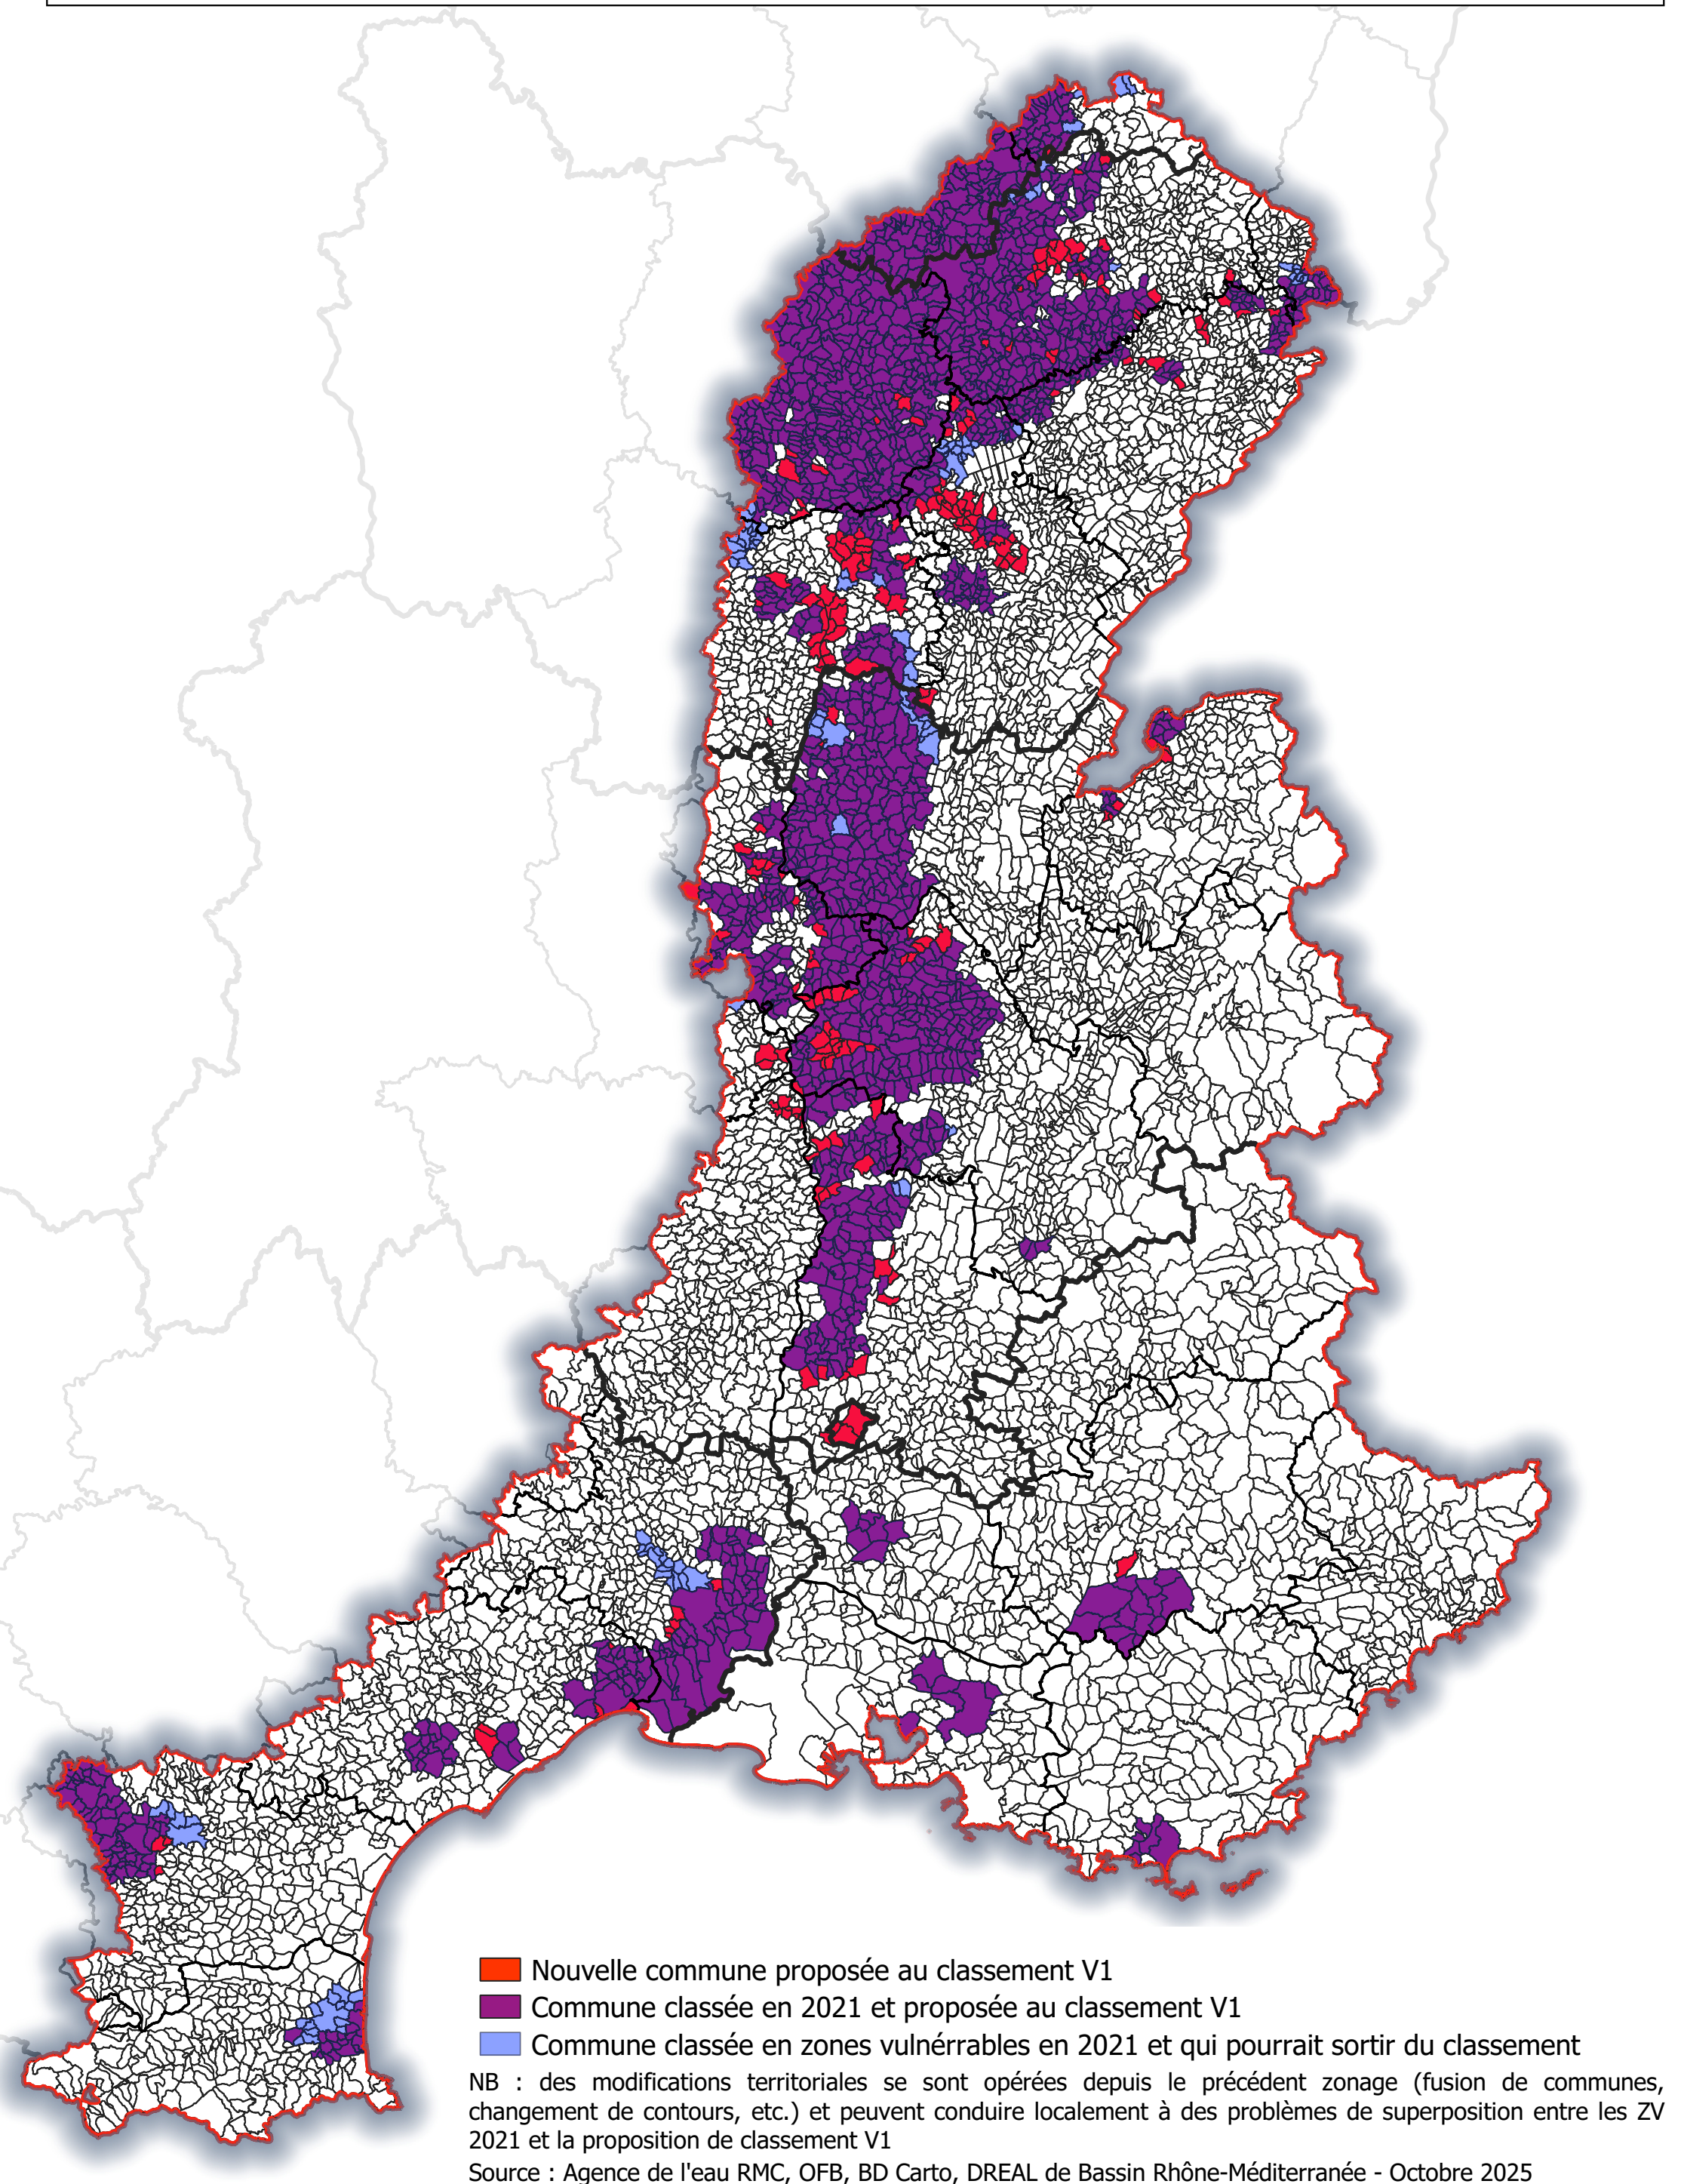 Nouvelle commune proposée au classement V1
Commune classée en 2021 et proposée au classement V1
Commune classée en zones vulnérrables en 2021 et qui pourrait sortir du classement
NB : des modifications territoriales se sont opérées depuis le précédent zonage (fusion de communes,
changement de contours, etc.) et peuvent conduire localement à des problèmes de superposition entre les ZV
2021 et la proposition de classement V1
Source : Agence de l'eau RMC, OFB, BD Carto, DREAL de Bassin Rhône-Méditerranée - Octobre 2025